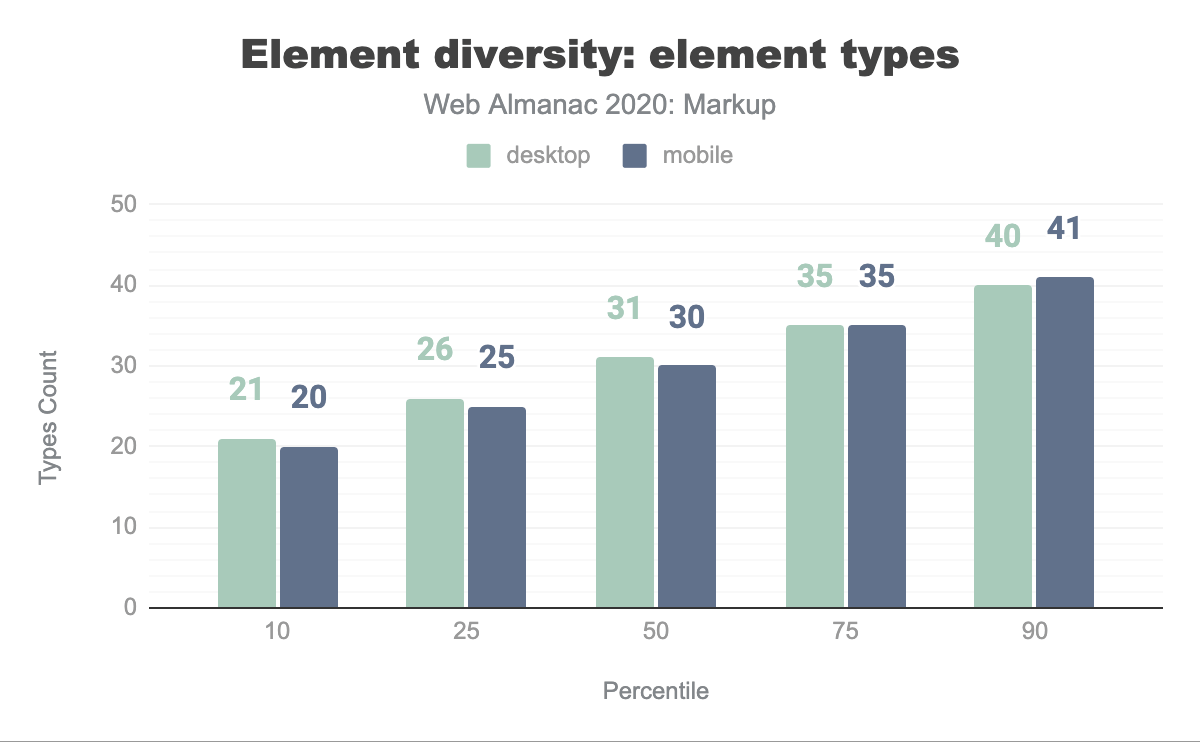 Element diversity: element types
Web Almanac 2020: Markup
desktop mobile
Types Count
50
40
30
20
10
0
21 20 26 25 31 30 35 35 40 41
10 25 50 75 90
Percentile